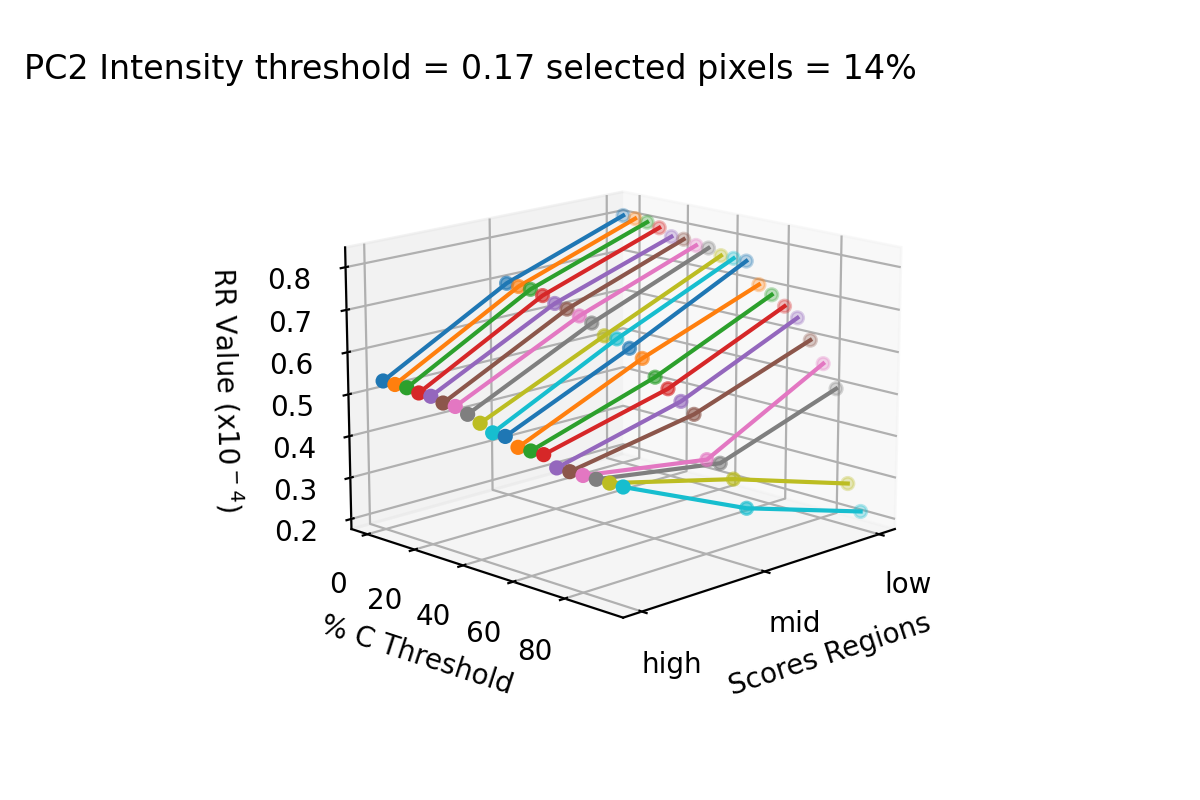 PC2 Intensity threshold = 0.17 selected pixels = 14%
RR Value (x10⁻⁴)
0.8
0.7
0.6
0.5
0.4
0.3
0.2
0
20
40
60
80
% C Threshold
high
mid
low
Scores Regions